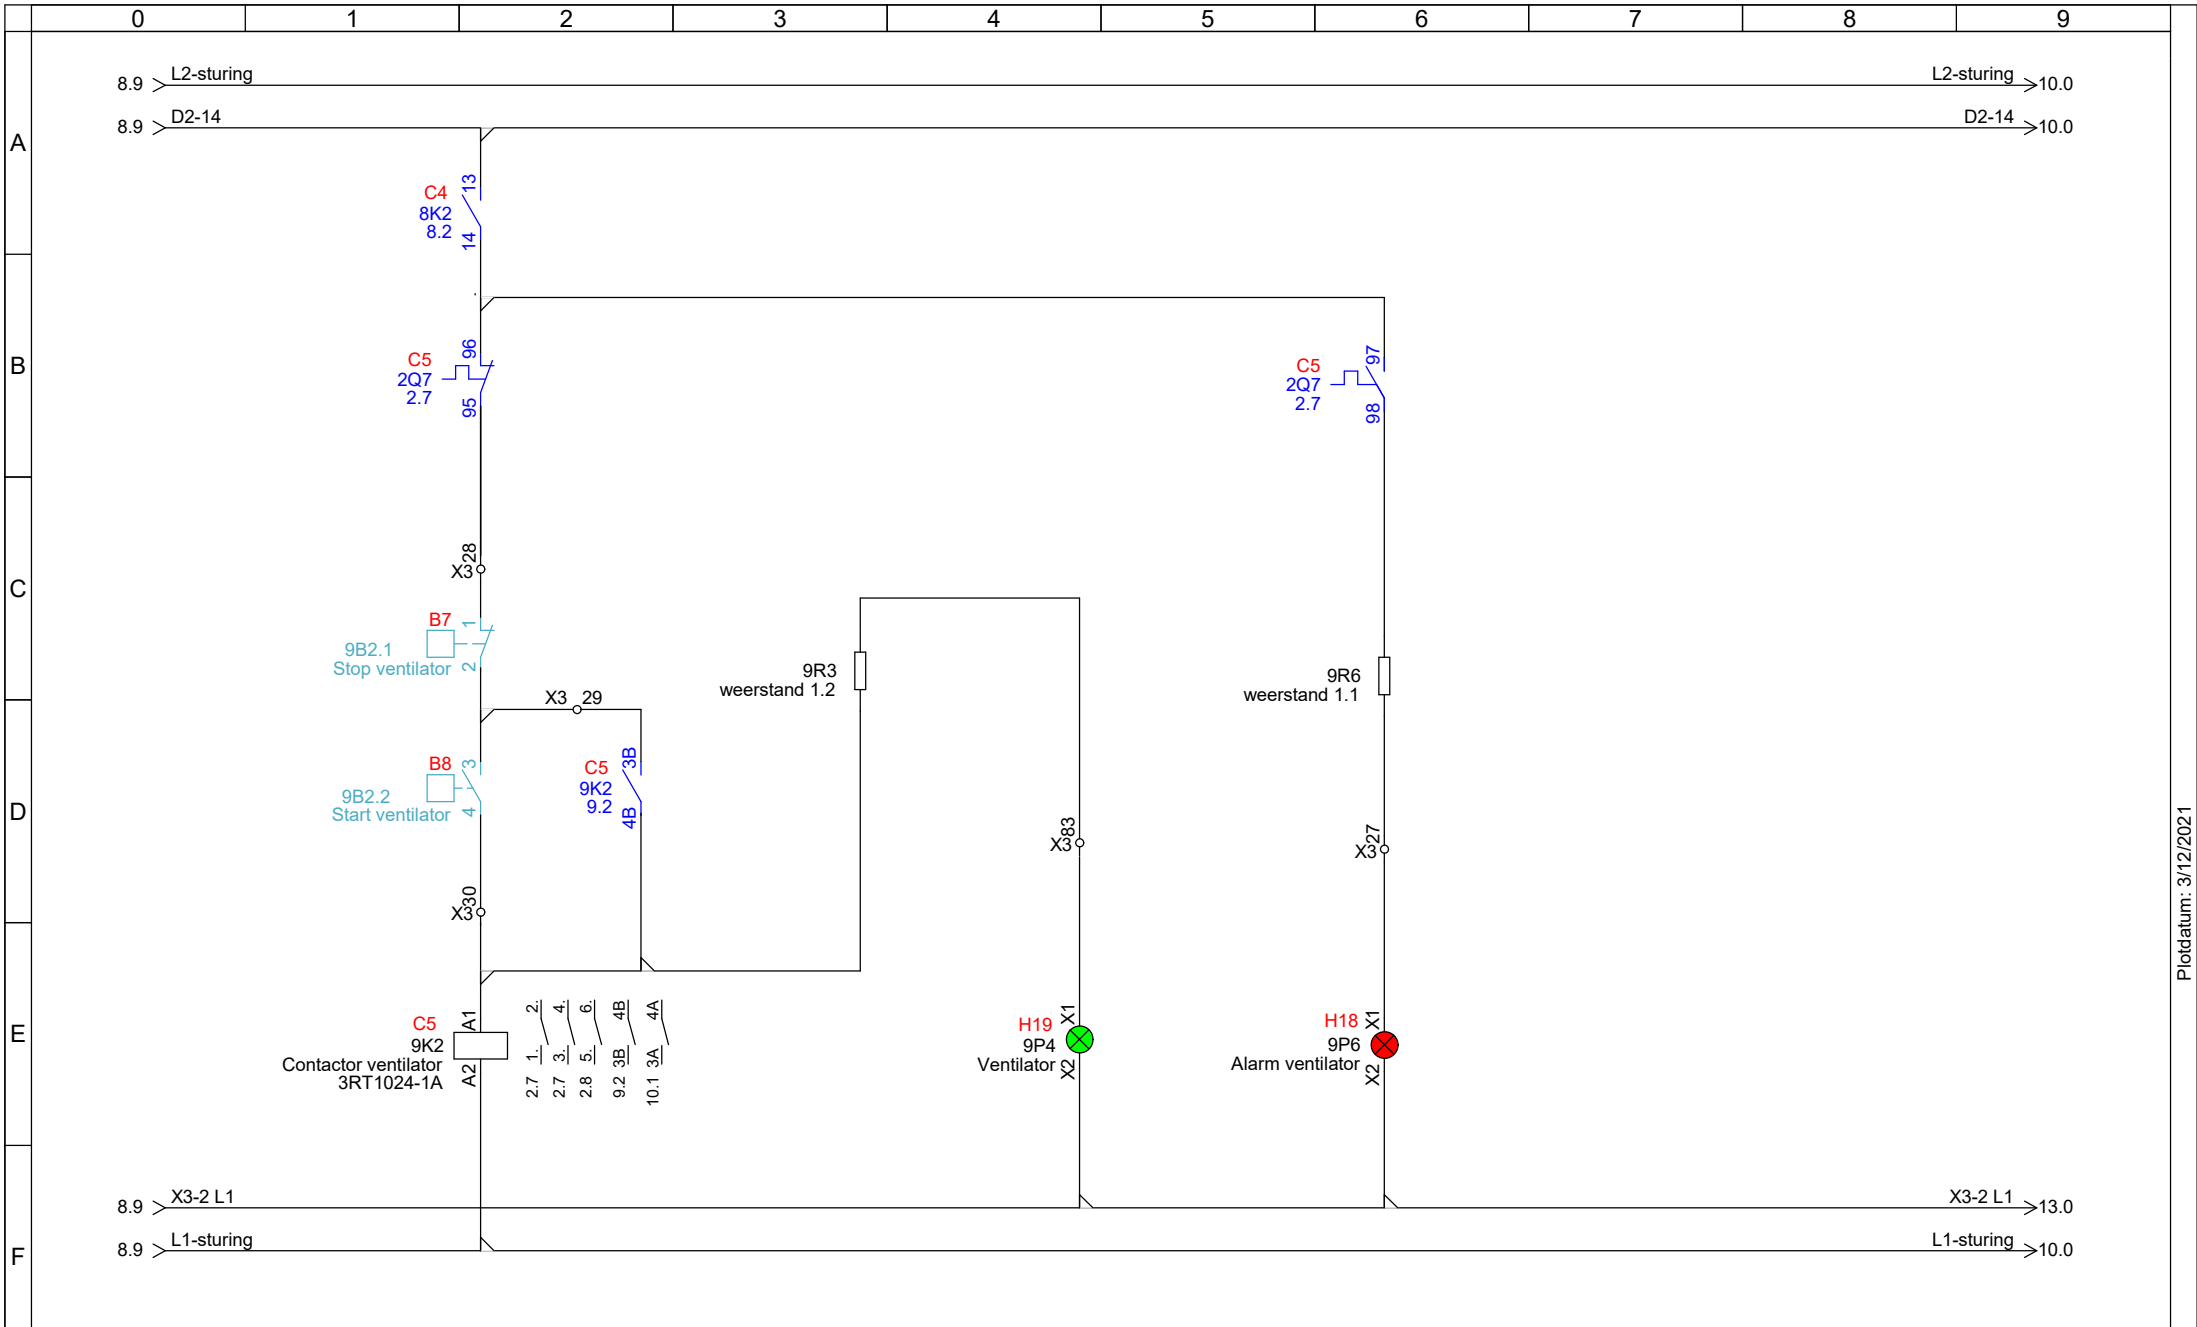 0 1 2 3 4 5 6 7 8 9
8.9 L2-sturing L2-sturing 10.0
8.9 D2-14 D2-14 10.0
A
C4 13
8K2
8.2 14
B
C5 96
2Q7
2.7 95
C5 97
2Q7
2.7 98
X3 28
C
B7 1
9B2.1
Stop ventilator 2
9R3
weerstand 1.2
9R6
weerstand 1.1
X3 29
B8 3
9B2.2
Start ventilator 4
C5 3B
9K2
9.2 4B
D
X3 83
X3 27
X3 30
E
C5 A1
9K2
Contactor ventilator
3RT1024-1A A2
2.7 1. 2.
2.7 3. 4.
2.8 5. 6.
9.2 3B 4B
10.1 3A 4A
H19 X1
9P4
Ventilator X2
H18 X1
9P6
Alarm ventilator X2
8.9 X3-2 L1 X3-2 L1 13.0
8.9 L1-sturing L1-sturing 10.0
F
Plotdatum: 3/12/2021